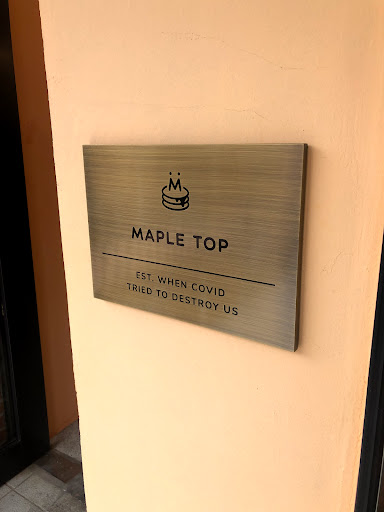 M
MAPLE TOP
EST. WHEN COVID
TRIED TO DESTROY US